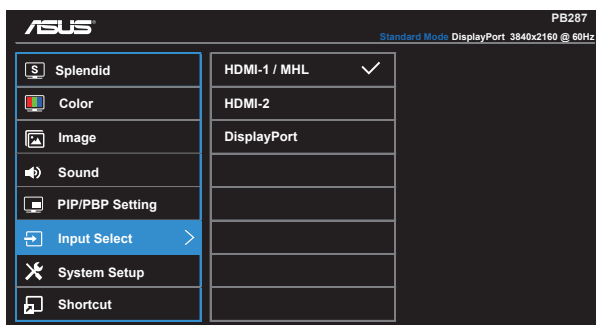 ASUS
PB287
Standard Mode DisplayPort 3840x2160 @ 60Hz
S Splendid
Color
Image
Sound
PIP/PBP Setting
Input Select
System Setup
Shortcut
HDMI-1 / MHL
HDMI-2
DisplayPort